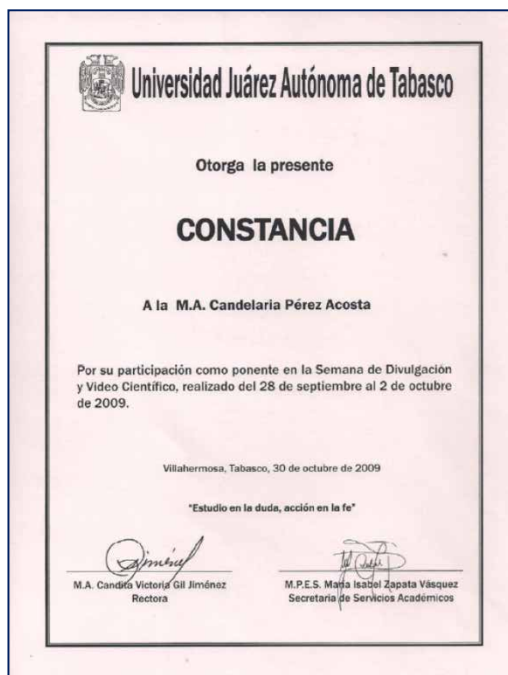 Universidad Juárez Autónoma de Tabasco
Otorga la presente
CONSTANCIA
A la M.A. Candelaria Pérez Acosta
Por su participación como ponente en la Semana de Divulgación
y Video Científico, realizado del 28 de septiembre al 2 de octubre
de 2009.
Villahermosa, Tabasco, 30 de octubre de 2009
"Estudio en la duda, acción en la fe"
M.A. Candita Victoria Gil Jiménez
Rectora
M.P.E.S. María Isabel Zapata Vásquez
Secretaria de Servicios Académicos